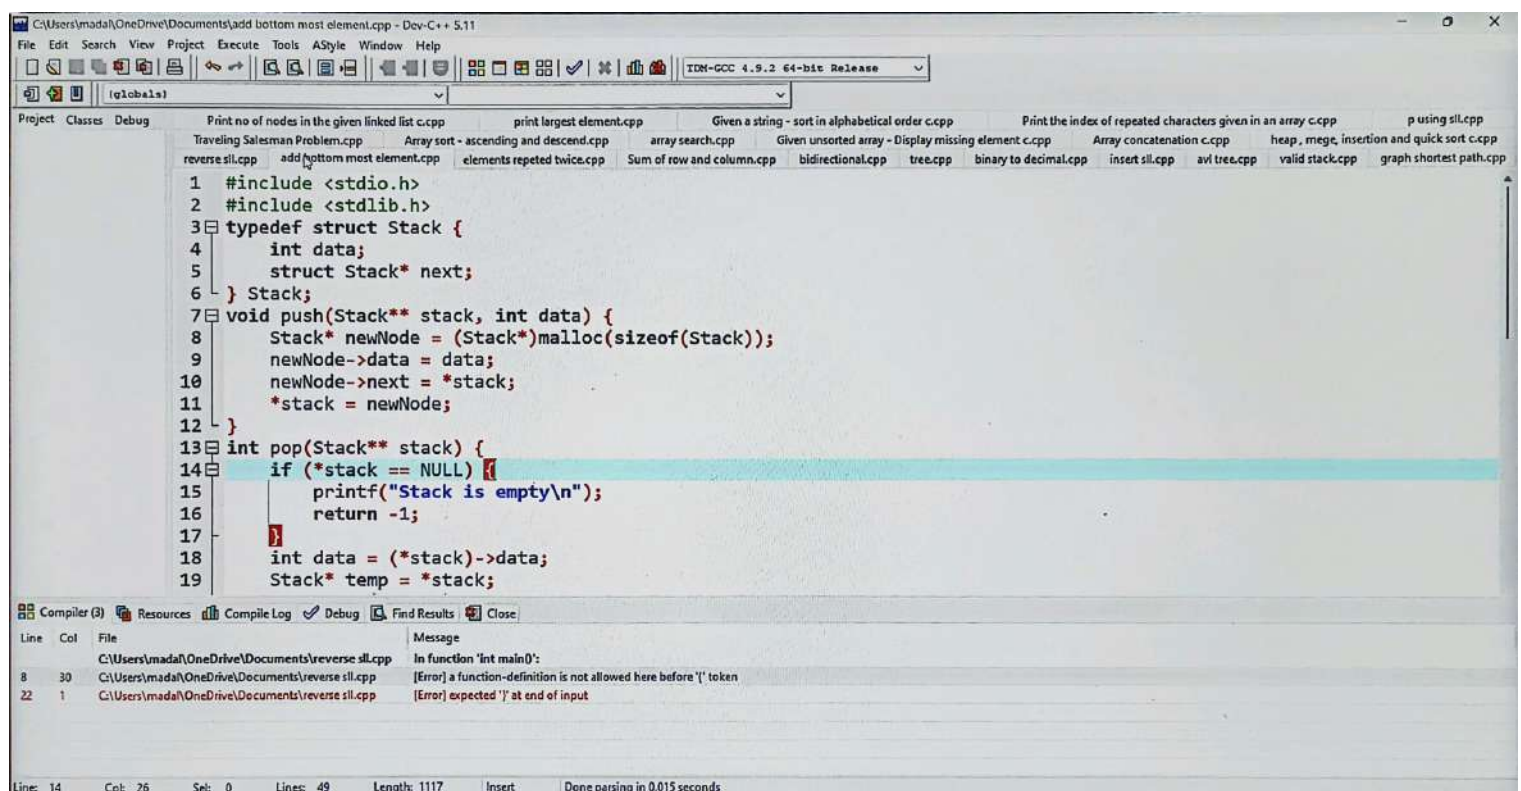 C:\Users\madal\OneDrive\Documents\add bottom most element.cpp - Dev-C++ 5.11
File Edit Search View Project Execute Tools AStyle Window Help
TDM-GCC 4.9.2 64-bit Release
(globals)
Project Classes Debug
Print no of nodes in the given linked list c.cpp print largest element.cpp Given a string - sort in alphabetical order c.cpp Print the index of repeated characters given in an array c.cpp p using sll.cpp
Traveling Salesman Problem.cpp Array sort - ascending and descend.cpp array search.cpp Given unsorted array - Display missing element c.cpp Array concatenation c.cpp heap, mege, insertion and quick sort c.cpp
reverse sll.cpp add bottom most element.cpp elements repeted twice.cpp Sum of row and column.cpp bidirectional.cpp tree.cpp binary to decimal.cpp insert sll.cpp avl tree.cpp valid stack.cpp graph shortest path.cpp
1 #include <stdio.h>
2 #include <stdlib.h>
3 typedef struct Stack {
4 int data;
5 struct Stack* next;
6 } Stack;
7 void push(Stack** stack, int data) {
8 Stack* newNode = (Stack*)malloc(sizeof(Stack));
9 newNode->data = data;
10 newNode->next = *stack;
11 *stack = newNode;
12 }
13 int pop(Stack** stack) {
14 if (*stack == NULL) {
15 printf("Stack is empty\n");
16 return -1;
17 }
18 int data = (*stack)->data;
19 Stack* temp = *stack;
Compiler (3) Resources Compile Log Debug Find Results Close
Line Col File Message
C:\Users\madal\OneDrive\Documents\reverse sll.cpp In function 'int main()':
8 30 C:\Users\madal\OneDrive\Documents\reverse sll.cpp [Error] a function-definition is not allowed here before '{' token
22 1 C:\Users\madal\OneDrive\Documents\reverse sll.cpp [Error] expected '}' at end of input
Line: 14 Col: 26 Sel: 0 Lines: 49 Length: 1117 Insert Done parsing in 0.015 seconds